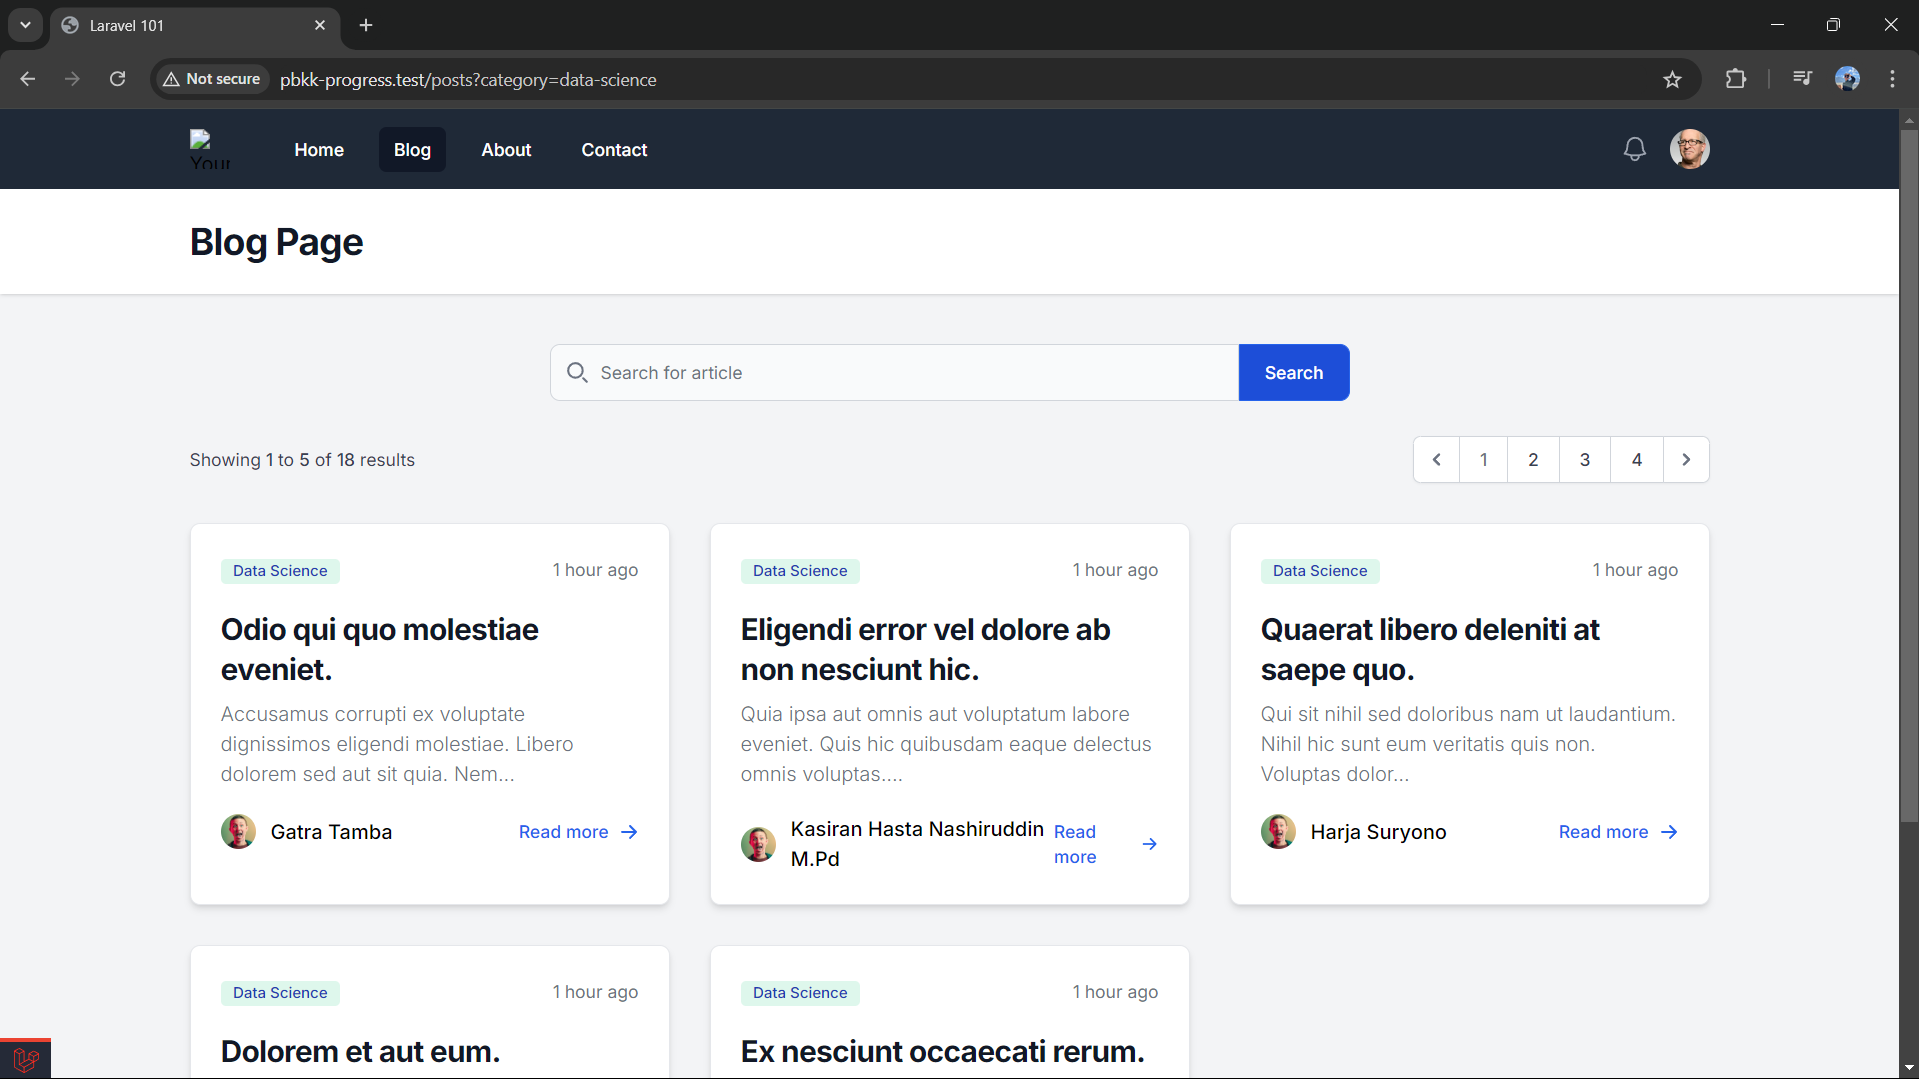 Laravel 101
Not secure
pbkk-progress.test/posts?category=data-science
Your
Home
Blog
About
Contact
Blog Page
Search for article
Search
Showing 1 to 5 of 18 results
1
2
3
4
Data Science
1 hour ago
Odio qui quo molestiae
eveniet.
Accusamus corrupti ex voluptate
dignissimos eligendi molestiae. Libero
dolorem sed aut sit quia. Nem...
Gatra Tamba
Read more
Data Science
1 hour ago
Eligendi error vel dolore ab
non nesciunt hic.
Quia ipsa aut omnis aut voluptatum labore
eveniet. Quis hic quibusdam eaque delectus
omnis voluptas....
Kasiran Hasta Nashiruddin
M.Pd
Read
more
Data Science
1 hour ago
Quaerat libero deleniti at
saepe quo.
Qui sit nihil sed doloribus nam ut laudantium.
Nihil hic sunt eum veritatis quis non.
Voluptas dolor...
Harja Suryono
Read more
Data Science
1 hour ago
Dolorem et aut eum.
Data Science
1 hour ago
Ex nesciunt occaecati rerum.